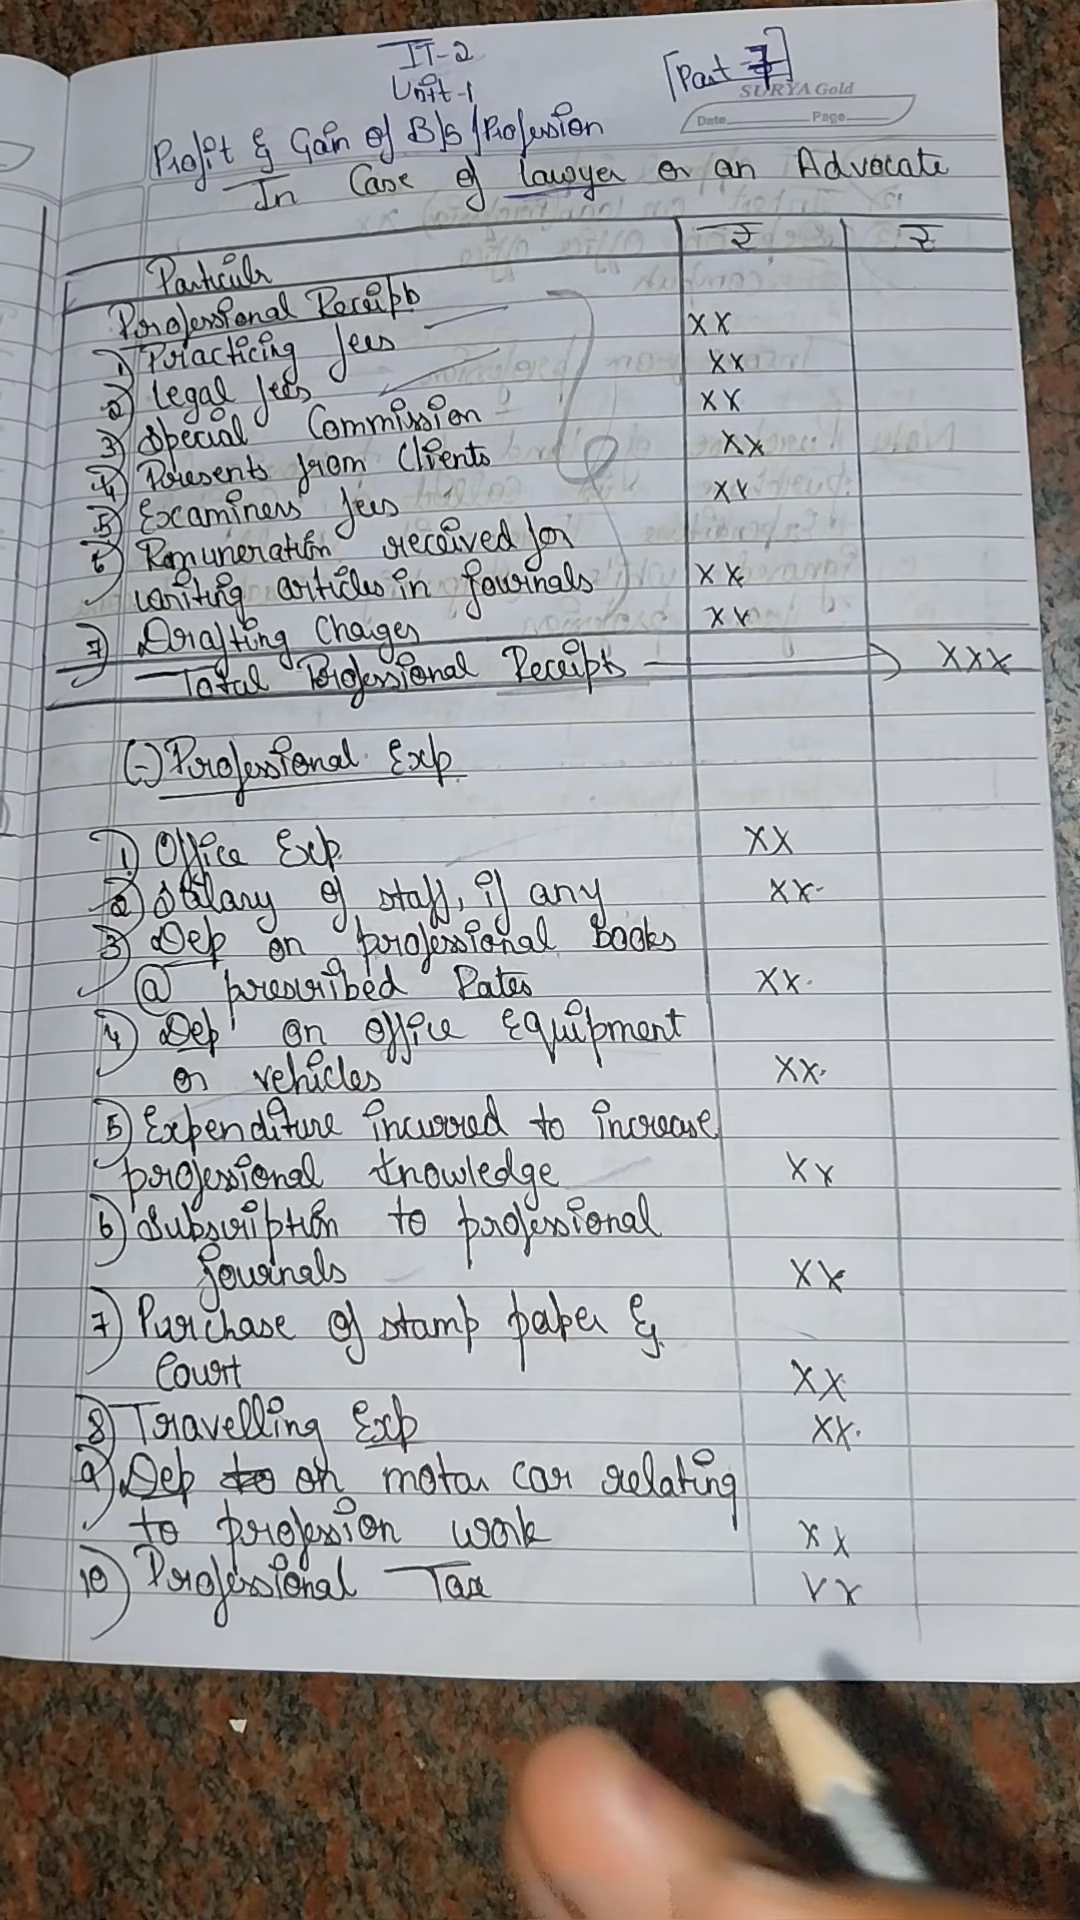 IT-2
Unit-1
[Part-7]
SURYA Gold
Date Page
Profit & Gain of B/S/Profession
In Case of Lawyer or an Advocate
Particulr ₹ ₹
Professional Receipts
1) Practicing fees XX
2) Legal fees XX
3) Special Commission XX
4) Presents from Clients XX
5) Examiners' fees XX
6) Remuneration received for
writing articles in journals XX
7) Drafting Charges XX
Total Professional Receipts → XXX
(-) Professional Exp.
1) Office Exp. XX
2) Salary of staff, if any XX-
3) Dep on professional books
@ prescribed Rates XX.
4) Dep on office Equipment
or vehicles XX.
5) Expenditure incurred to increase
professional knowledge XX
6) Subscription to professional
journals XX
7) Purchase of stamp paper &
Court XX
8) Travelling Exp XX.
9) Dep on motor car relating
to profession work XX
10) Professional Tax XX